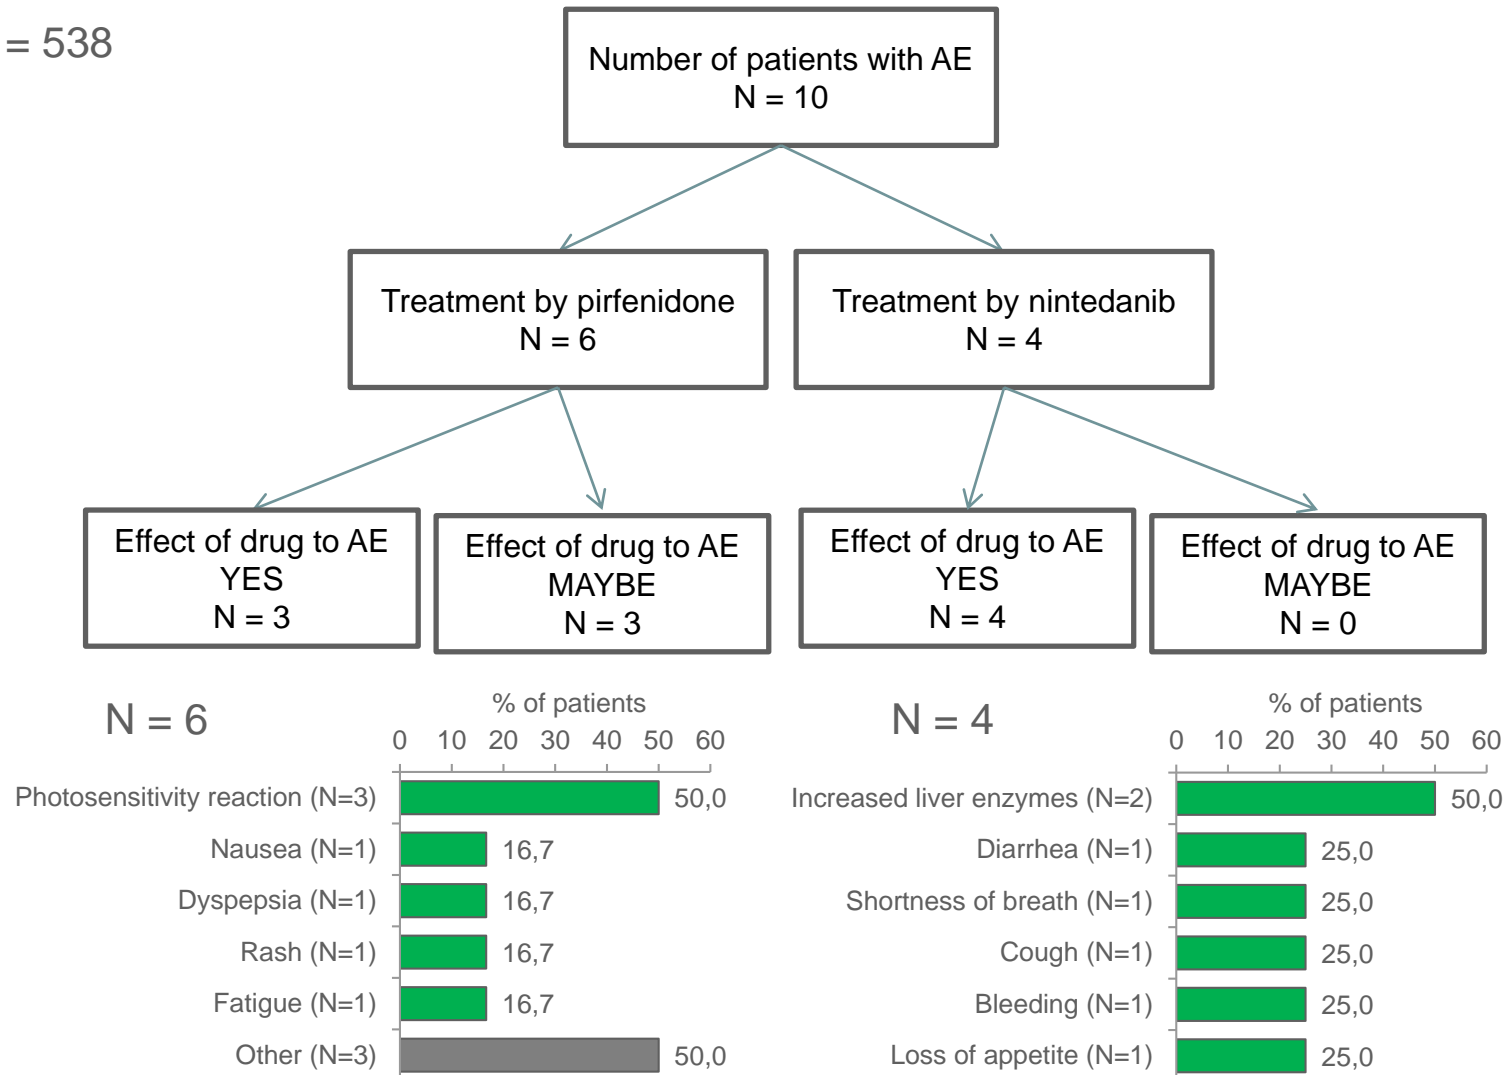 = 538
Number of patients with AE
N = 10
Treatment by pirfenidone
N = 6
Treatment by nintedanib
N = 4
Effect of drug to AE
YES
N = 3
Effect of drug to AE
MAYBE
N = 3
Effect of drug to AE
YES
N = 4
Effect of drug to AE
MAYBE
N = 0
N = 6
% of patients
0 10 20 30 40 50 60
Photosensitivity reaction (N=3) 50,0
Nausea (N=1) 16,7
Dyspepsia (N=1) 16,7
Rash (N=1) 16,7
Fatigue (N=1) 16,7
Other (N=3) 50,0
N = 4
% of patients
0 10 20 30 40 50 60
Increased liver enzymes (N=2) 50,0
Diarrhea (N=1) 25,0
Shortness of breath (N=1) 25,0
Cough (N=1) 25,0
Bleeding (N=1) 25,0
Loss of appetite (N=1) 25,0